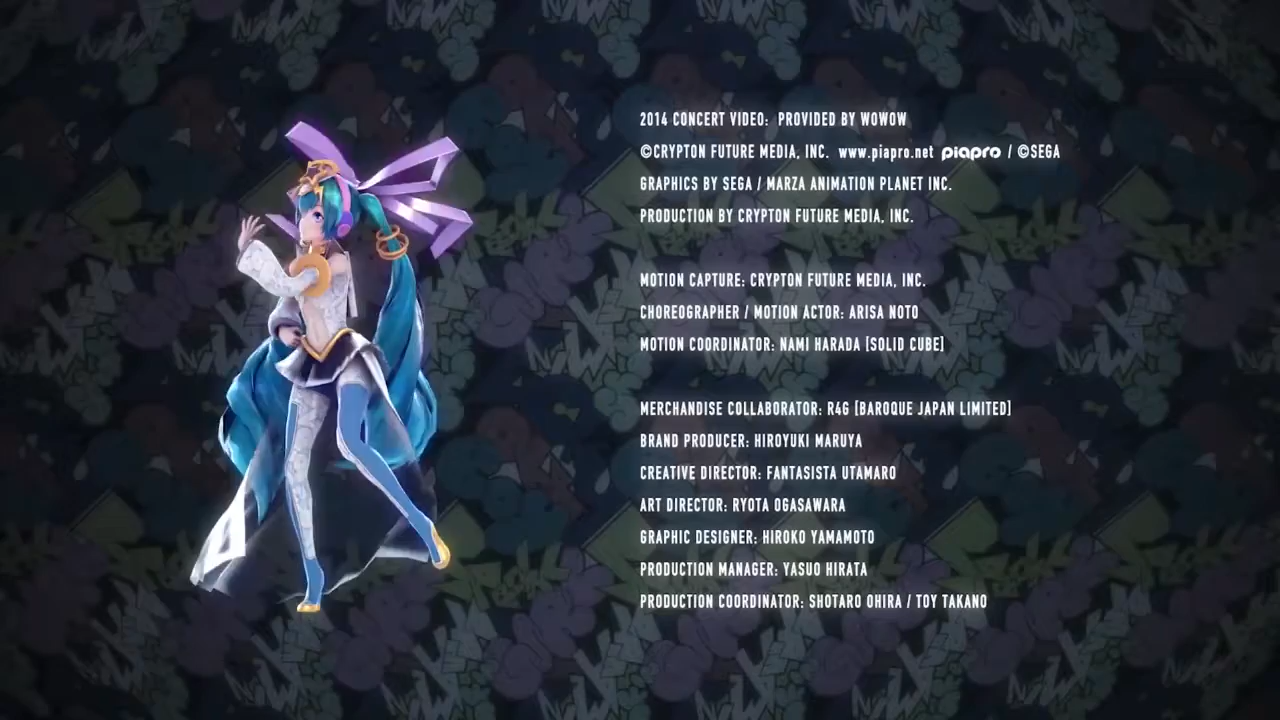 2014 CONCERT VIDEO: PROVIDED BY WOWOW
©CRYPTON FUTURE MEDIA, INC. www.piapro.net piapro / ©SEGA
GRAPHICS BY SEGA / MARZA ANIMATION PLANET INC.
PRODUCTION BY CRYPTON FUTURE MEDIA, INC.
MOTION CAPTURE: CRYPTON FUTURE MEDIA, INC.
CHOREOGRAPHER / MOTION ACTOR: ARISA NOTO
MOTION COORDINATOR: NAMI HARADA [SOLID CUBE]
MERCHANDISE COLLABORATOR: R4G [BAROQUE JAPAN LIMITED]
BRAND PRODUCER: HIROYUKI MARUYA
CREATIVE DIRECTOR: FANTASISTA UTAMARO
ART DIRECTOR: RYOTA OGASAWARA
GRAPHIC DESIGNER: HIROKO YAMAMOTO
PRODUCTION MANAGER: YASUO HIRATA
PRODUCTION COORDINATOR: SHOTARO OHIRA / TOY TAKANO